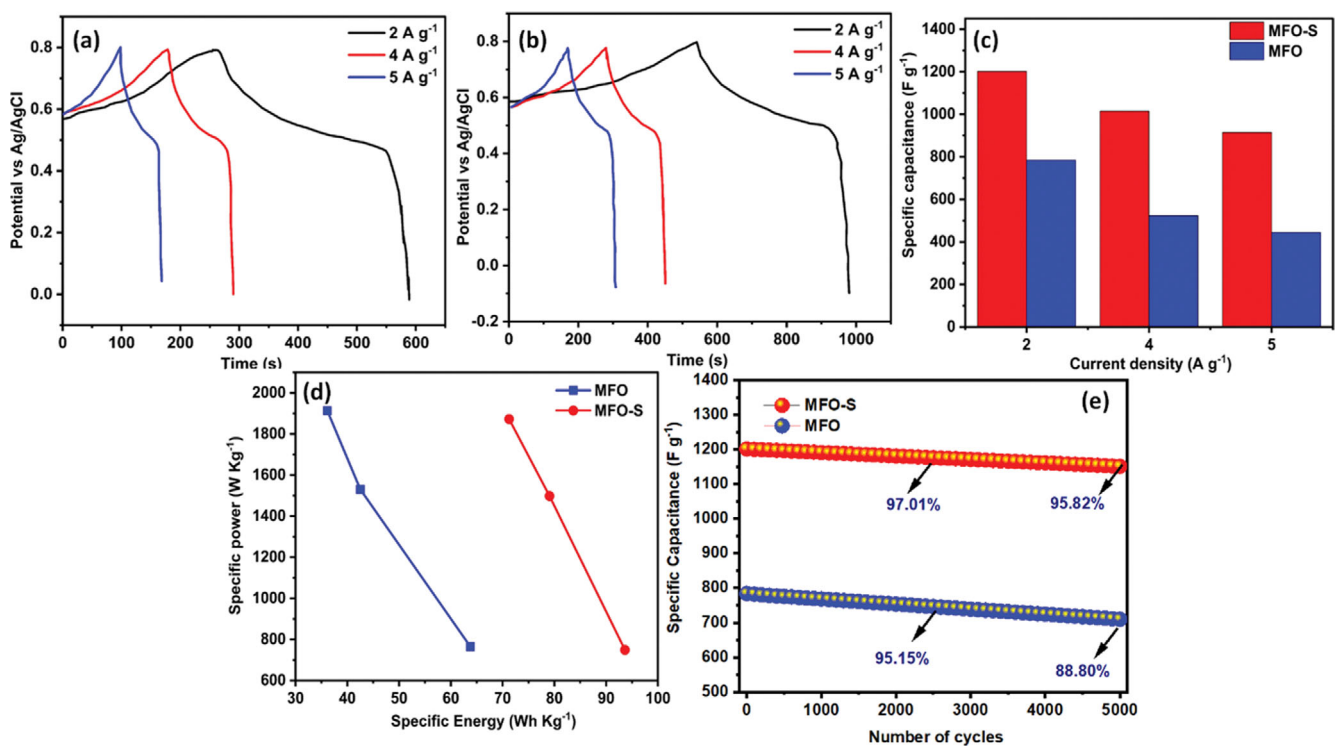 (a)
2 A g⁻¹
4 A g⁻¹
5 A g⁻¹
0.8
0.6
0.4
0.2
0.0
Potential vs Ag/AgCl
0 100 200 300 400 500 600
Time (s)
(b)
2 A g⁻¹
4 A g⁻¹
5 A g⁻¹
0.8
0.6
0.4
0.8
0.0
-0.2
Potential vs Ag/AgCl
0 200 400 600 800 1000
Time (s)
(c)
MFO-S
MFO
1400
1200
1000
800
600
400
200
0
Specific capacitance (F g⁻¹)
2 4 5
Current density (A g⁻¹)
(d)
MFO
MFO-S
2000
1800
1600
1400
1200
1000
800
600
Specific power (W Kg⁻¹)
30 40 50 60 70 80 90 100
Specific Energy (Wh Kg⁻¹)
(e)
MFO-S
MFO
1400
1300
1200
1100
1000
900
800
700
600
500
Specific Capacitance (F g⁻¹)
97.01%
95.82%
95.15%
88.80%
0 1000 2000 3000 4000 5000
Number of cycles